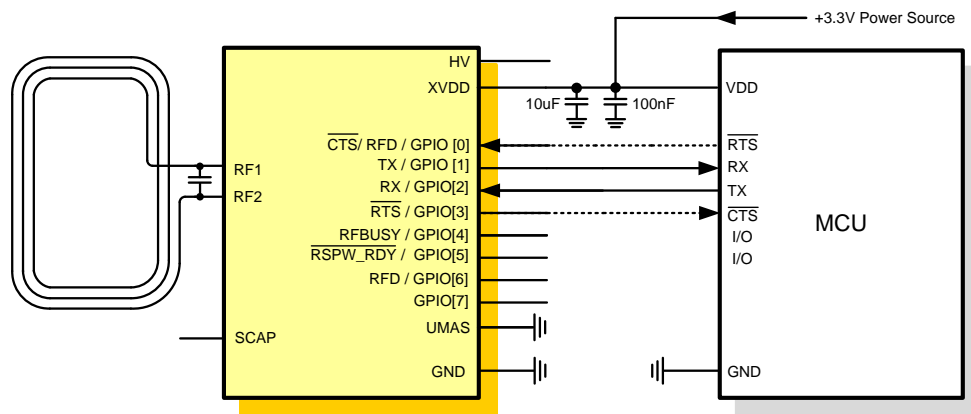 +3.3V Power Source
HV
XVDD
10uF
100nF
VDD
CTS/ RFD / GPIO [0]
RTS
TX / GPIO [1]
RX
RF1
RX / GPIO[2]
TX
RF2
RTS / GPIO[3]
CTS
MCU
RFBUSY / GPIO[4]
I/O
RSPW_RDY / GPIO[5]
I/O
RFD / GPIO[6]
GPIO[7]
UMAS
SCAP
GND
GND